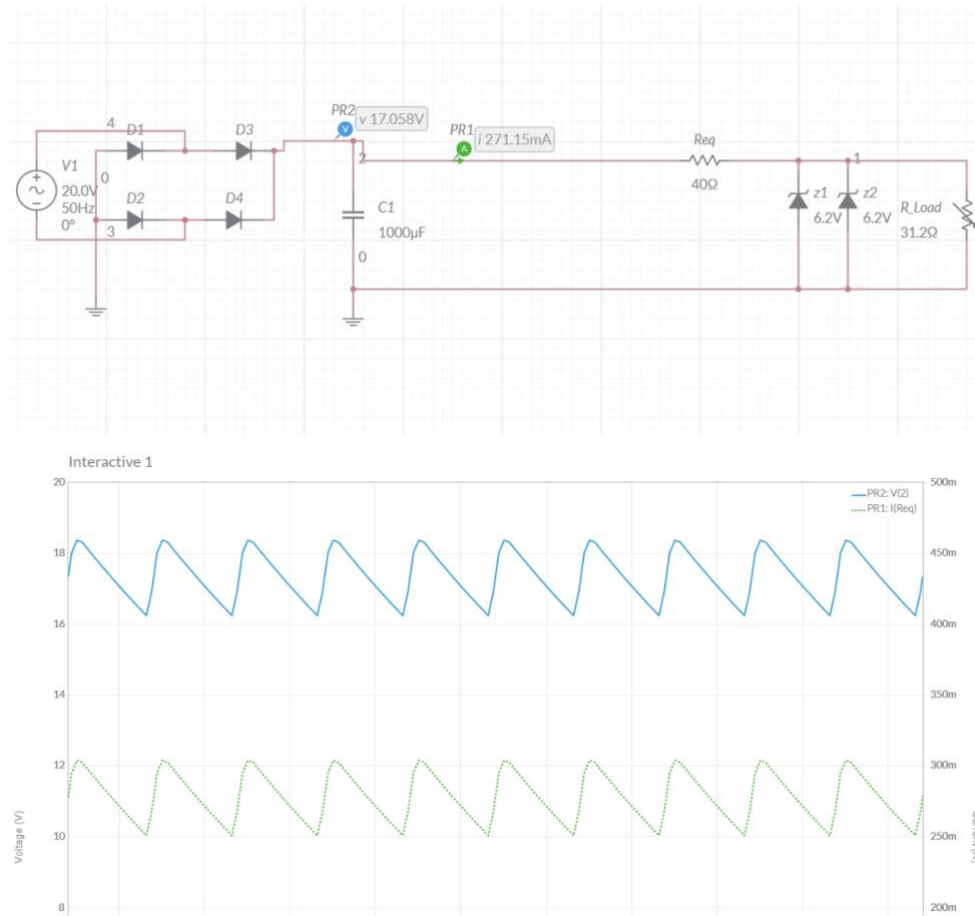 4
D1
D3
PR2
v 17.058V
PR1
i 271.15mA
Req
V1
20.0V
50Hz
0°
0
D2
D4
2
C1
1000µF
40Ω
1
z1
6.2V
z2
6.2V
R_Load
31.2Ω
3
0
Interactive 1
20
500m
PR2: V(2)
PR1: I(Req)
18
450m
16
400m
14
350m
12
300m
10
250m
Voltage (V)
8
200m